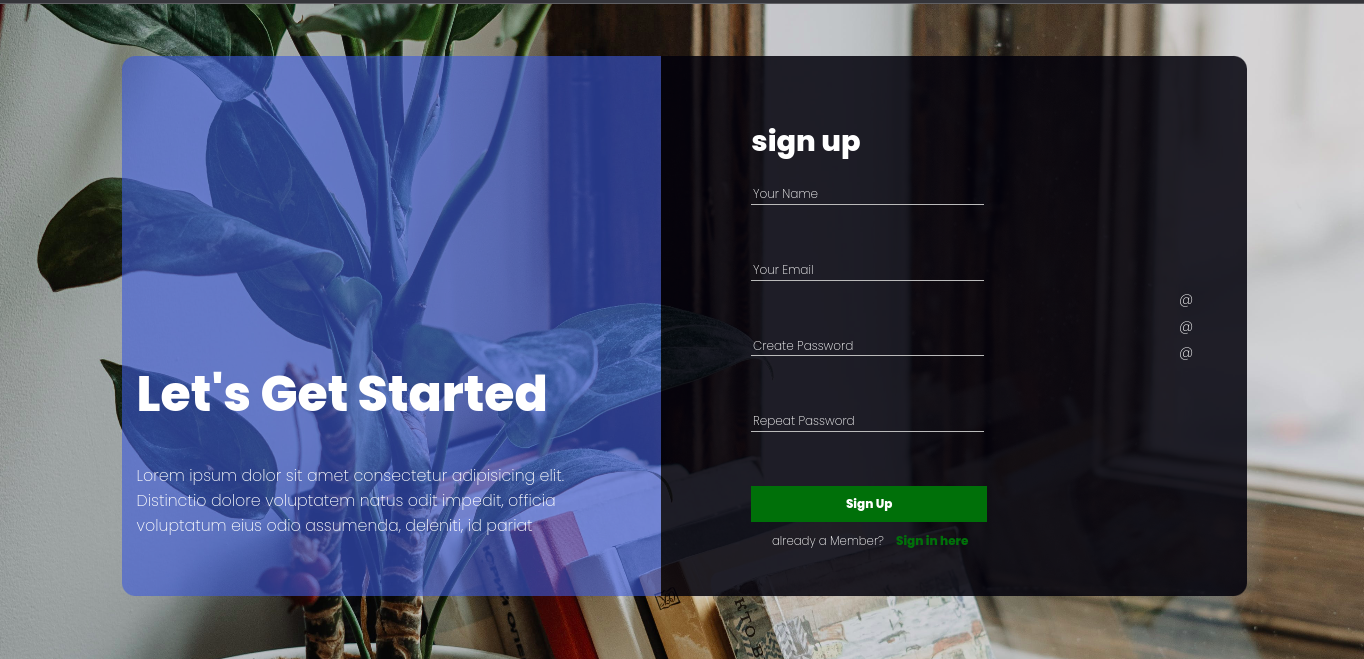 Let's Get Started
Lorem ipsum dolor sit amet consectetur adipisicing elit.
Distinctio dolore voluptatem natus odit impedit, officia
voluptatum eius odio assumenda, deleniti, id pariat
sign up
Your Name
Your Email
Create Password
Repeat Password
Sign Up
already a Member? Sign in here
@
@
@